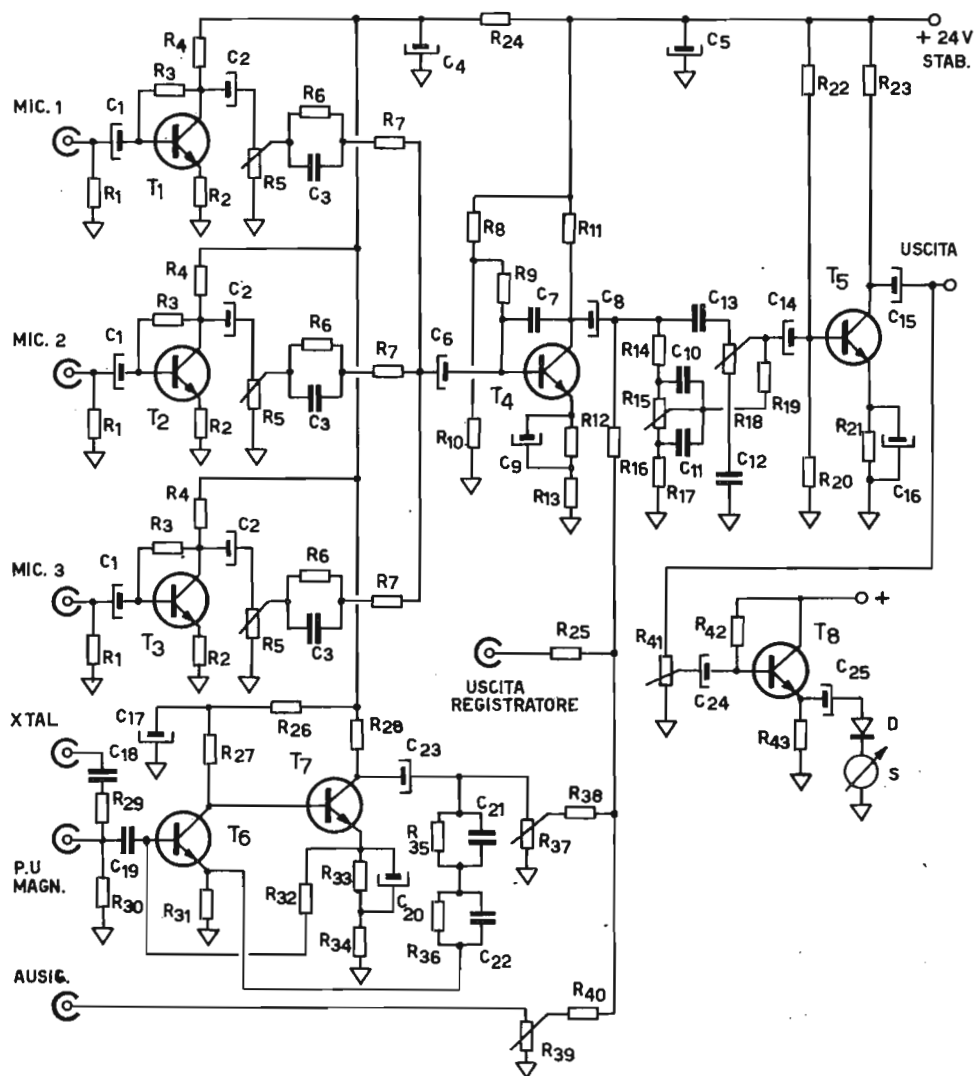 R4
C2
R3
MIC. 1
C1
R6
R7
T1
R5
C3
R1
R2
C4
R24
C5
+ 24V
STAB.
R22
R23
R4
C2
R3
MIC. 2
C1
R6
R7
T2
R5
C3
R1
R2
R8
R11
R9
C7
C8
C6
T4
R10
C9
R12
R13
C13
C14
T5
USCITA
C15
R14
C10
R15
C11
R16
R17
R18
R19
C12
R20
R21
C16
R4
C2
R3
MIC. 3
C1
R6
R7
T3
R5
C3
R1
R2
R25
USCITA
REGISTRATORE
R41
R42
+
T8
C24
C25
R43
D
S
XTAL
C17
R26
R28
C18
R27
T7
C23
R29
T6
R38
C21
R35
R37
P.U
MAGN.
C19
R30
R31
R32
R33
C20
R34
R36
C22
AUSIG.
R40
R39